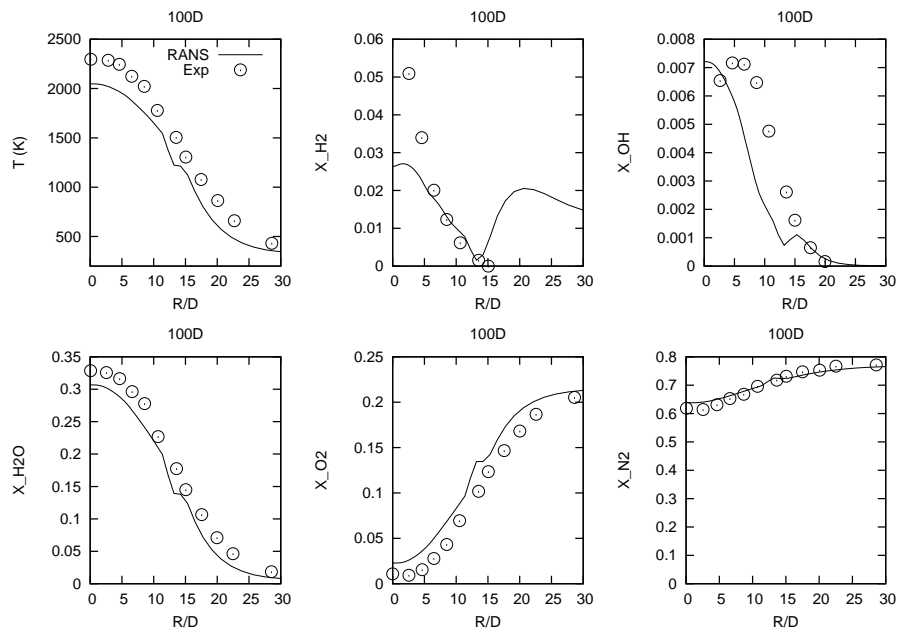 100D
T (K)
2500
2000
1500
1000
500
0 5 10 15 20 25 30
R/D
RANS
Exp
100D
X_H2
0.06
0.05
0.04
0.03
0.02
0.01
0
0 5 10 15 20 25 30
R/D
100D
X_OH
0.008
0.007
0.006
0.005
0.004
0.003
0.002
0.001
0
0 5 10 15 20 25 30
R/D
100D
X_H2O
0.35
0.3
0.25
0.2
0.15
0.1
0.05
0
0 5 10 15 20 25 30
R/D
100D
X_O2
0.25
0.2
0.15
0.1
0.05
0
0 5 10 15 20 25 30
R/D
100D
X_N2
0.8
0.7
0.6
0.5
0.4
0.3
0.2
0.1
0
0 5 10 15 20 25 30
R/D